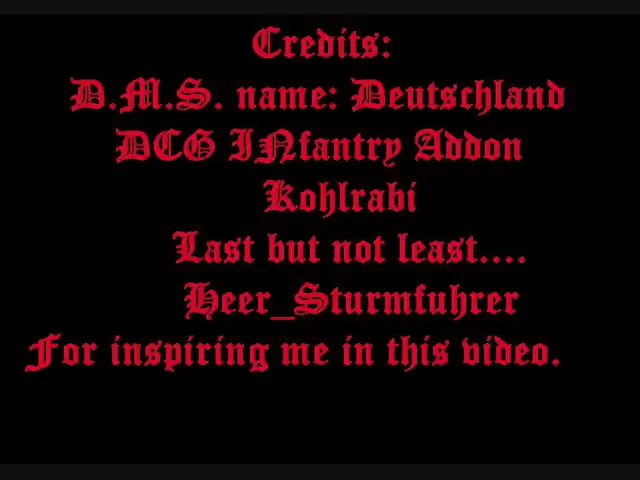 Credits:
D.M.S. name: Deutschland
DCG INfantry Addon
Kohlrabi
Last but not least....
Heer_Sturmfuhrer
For inspiring me in this video.